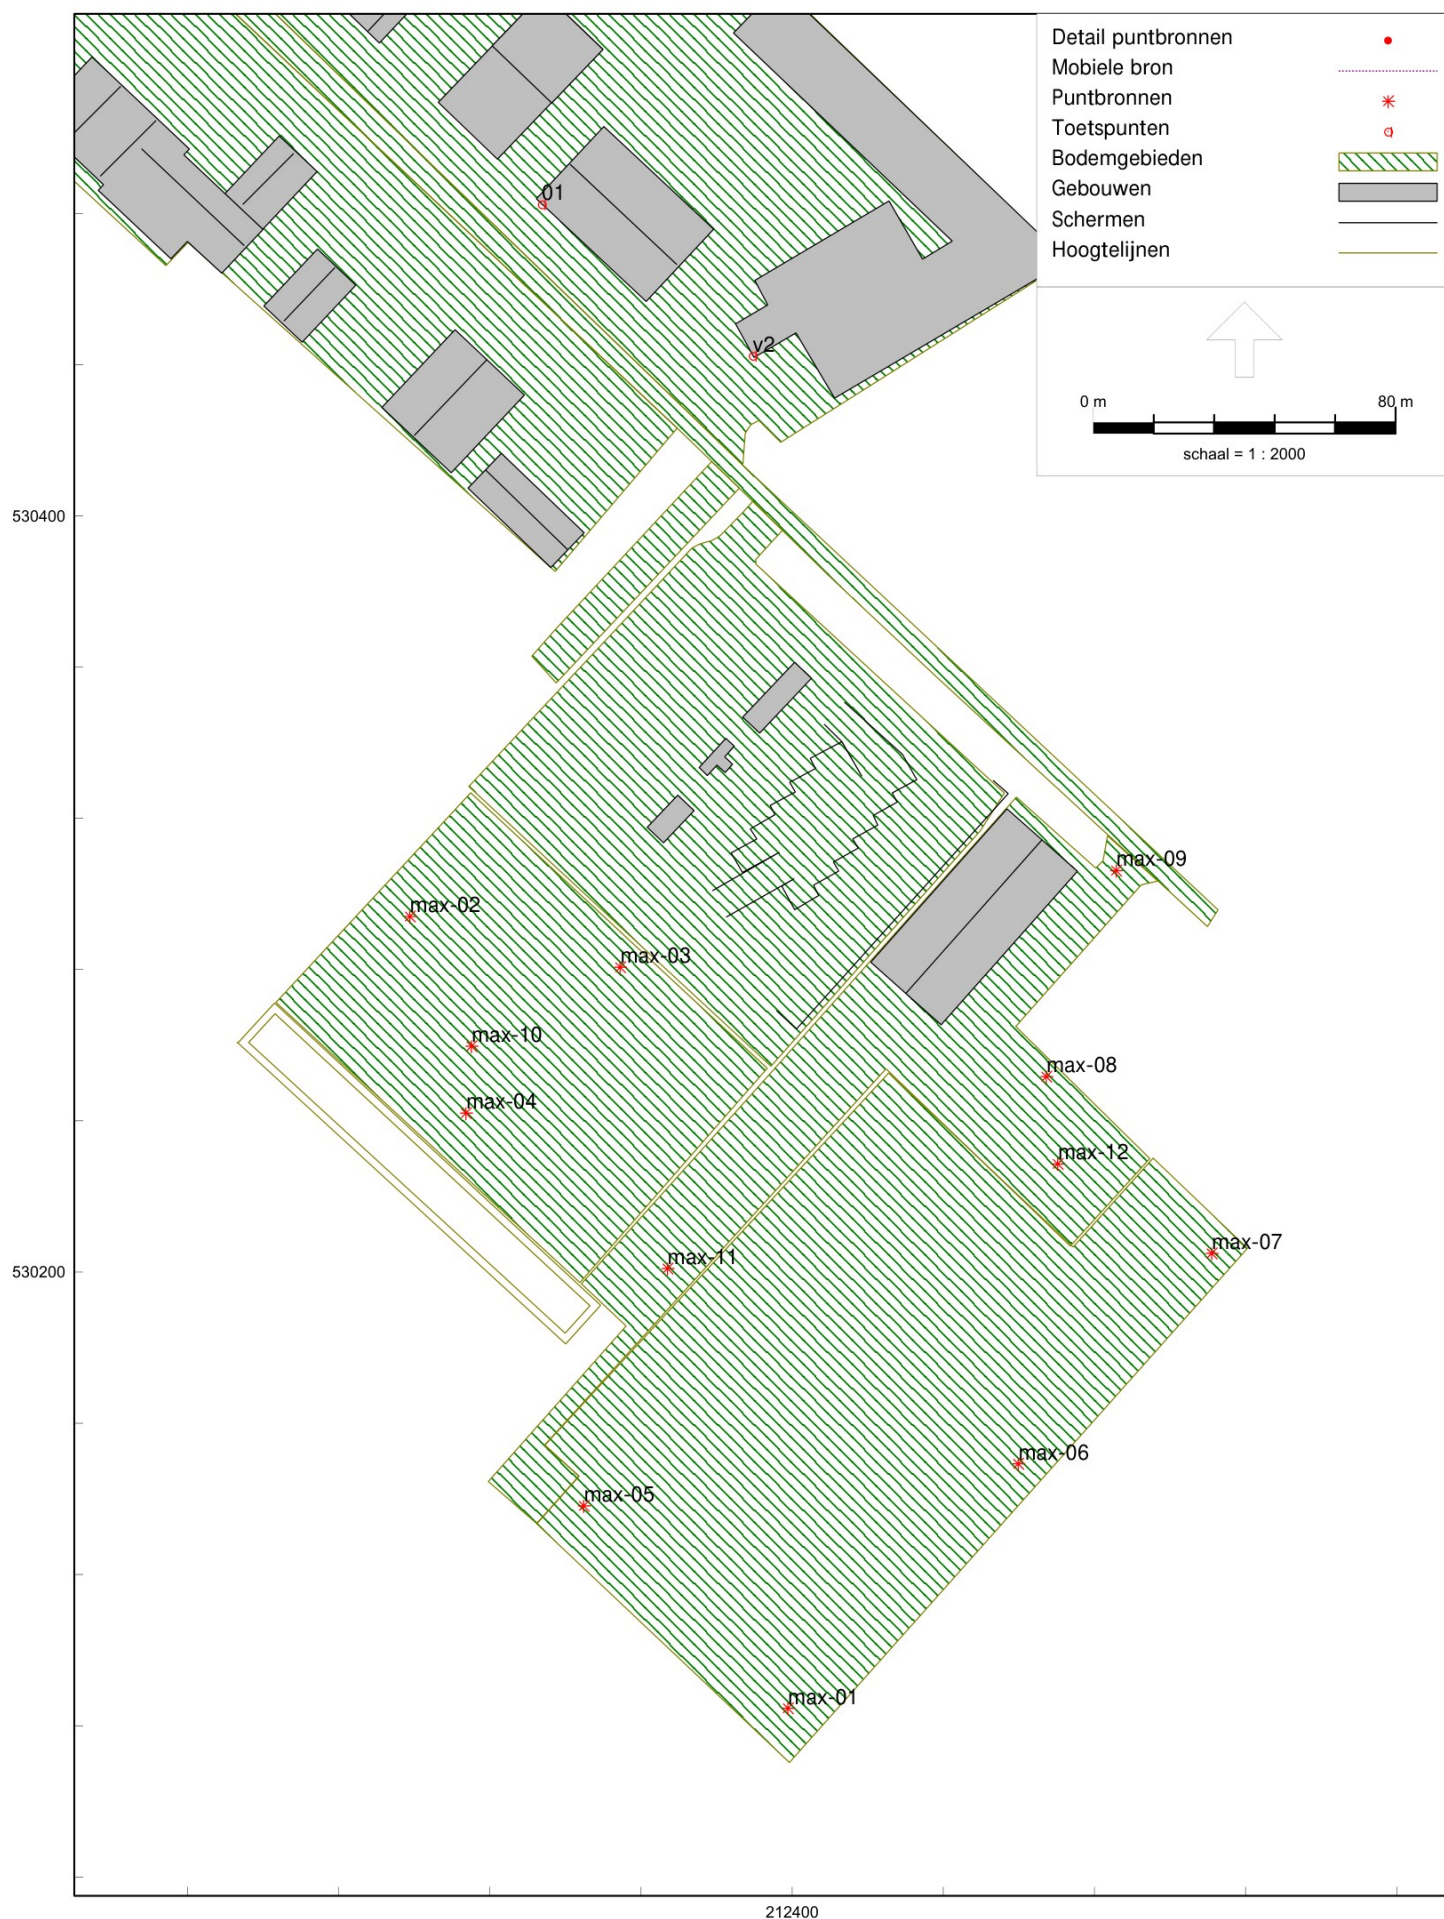 Detail puntbronnen
Mobiele bron
Puntbronnen
Toetspunten
Bodemgebieden
Gebouwen
Schermen
Hoogtelijnen
0 m 80 m
schaal = 1 : 2000
01
v2
530400
max-09
max-02
max-03
max-10
max-08
max-04
max-12
max-07
max-11
530200
max-06
max-05
max-01
212400